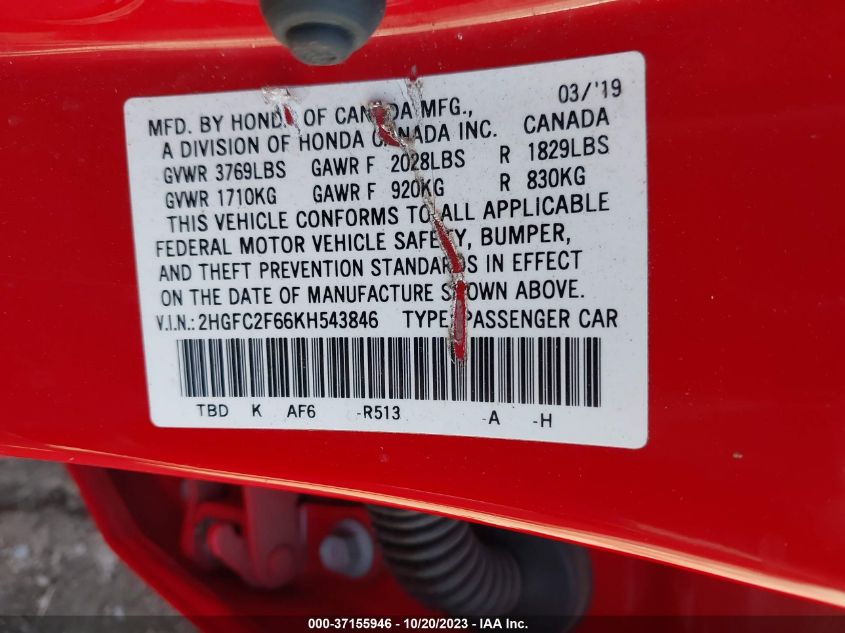 03/'19
MFD. BY HONDA OF CANADA MFG.,
A DIVISION OF HONDA CANADA INC. CANADA
GVWR 3769LBS GAWR F 2028LBS R 1829LBS
GVWR 1710KG GAWR F 920KG R 830KG
THIS VEHICLE CONFORMS TO ALL APPLICABLE
FEDERAL MOTOR VEHICLE SAFETY, BUMPER,
AND THEFT PREVENTION STANDARDS IN EFFECT
ON THE DATE OF MANUFACTURE SHOWN ABOVE.
V.I.N.: 2HGFC2F66KH543846 TYPE: PASSENGER CAR
TBD K AF6 -R513 -A -H
000-37155946 - 10/20/2023 - IAA Inc.